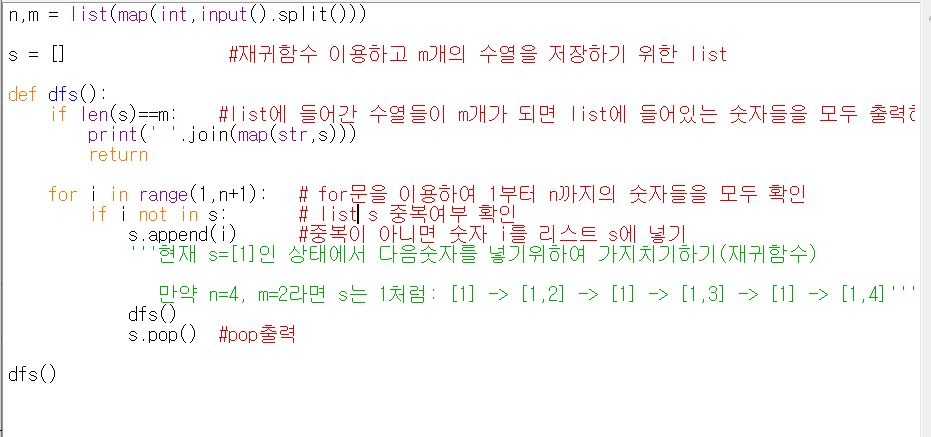 n,m = list(map(int,input().split()))
s = [] #재귀함수 이용하고 m개의 수열을 저장하기 위한 list
def dfs():
if len(s)==m: #list에 들어간 수열들이 m개가 되면 list에 들어있는 숫자들을 모두 출력하
print(' '.join(map(str,s)))
return
for i in range(1,n+1): # for문을 이용하여 1부터 n까지의 숫자들을 모두 확인
if i not in s: # list s 중복여부 확인
s.append(i) #중복이 아니면 숫자 i를 리스트 s에 넣기
'''현재 s=[1]인 상태에서 다음숫자를 넣기위하여 가지치기하기(재귀함수)
만약 n=4, m=2라면 s는 1처럼: [1] -> [1,2] -> [1] -> [1,3] -> [1] -> [1,4]'''
dfs()
s.pop() #pop출력
dfs()